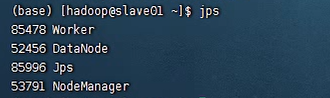 (base) [hadoop@slave01 ~]$ jps
85478 Worker
52456 DataNode
85996 Jps
53791 NodeManager